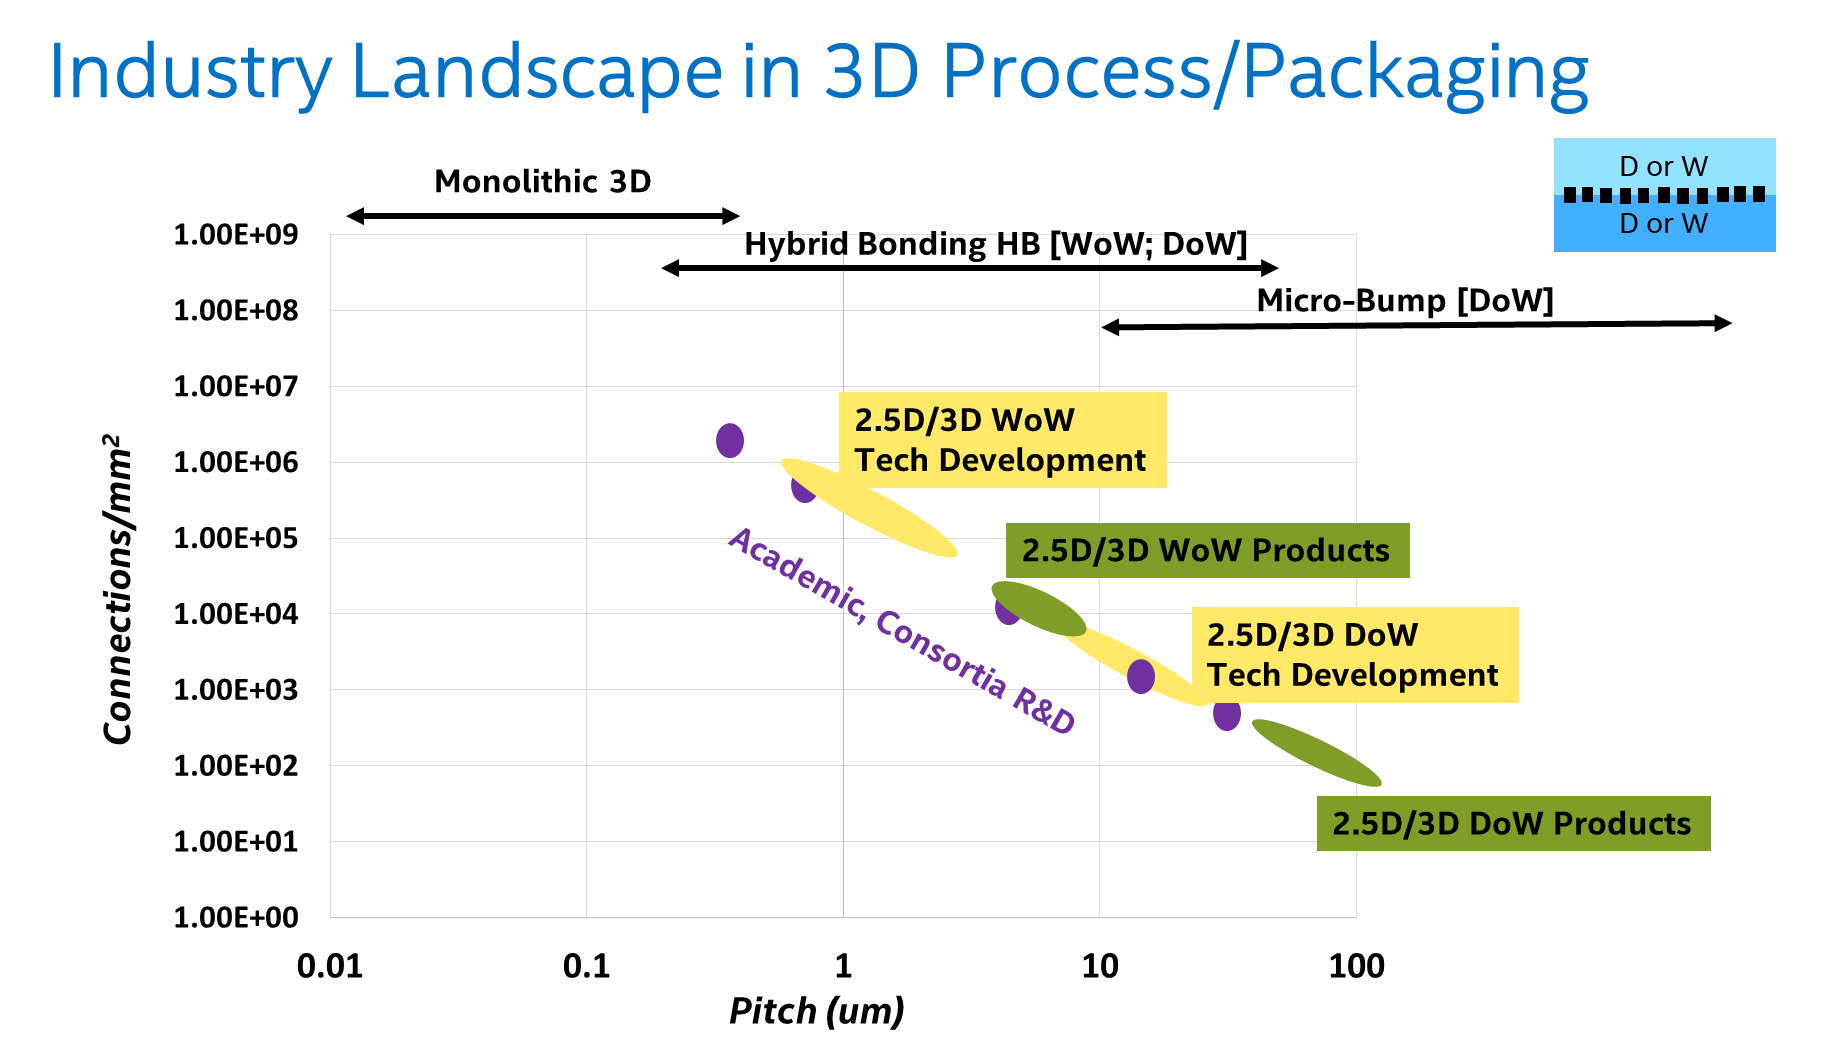 Industry Landscape in 3D Process/Packaging
D or W
D or W
Monolithic 3D
Hybrid Bonding HB [WoW; DoW]
Micro-Bump [DoW]
1.00E+09
1.00E+08
1.00E+07
1.00E+06
1.00E+05
1.00E+04
1.00E+03
1.00E+02
1.00E+01
1.00E+00
Connections/mm²
2.5D/3D WoW
Tech Development
2.5D/3D WoW Products
Academic, Consortia R&D
2.5D/3D DoW
Tech Development
2.5D/3D DoW Products
0.01
0.1
1
10
100
Pitch (um)